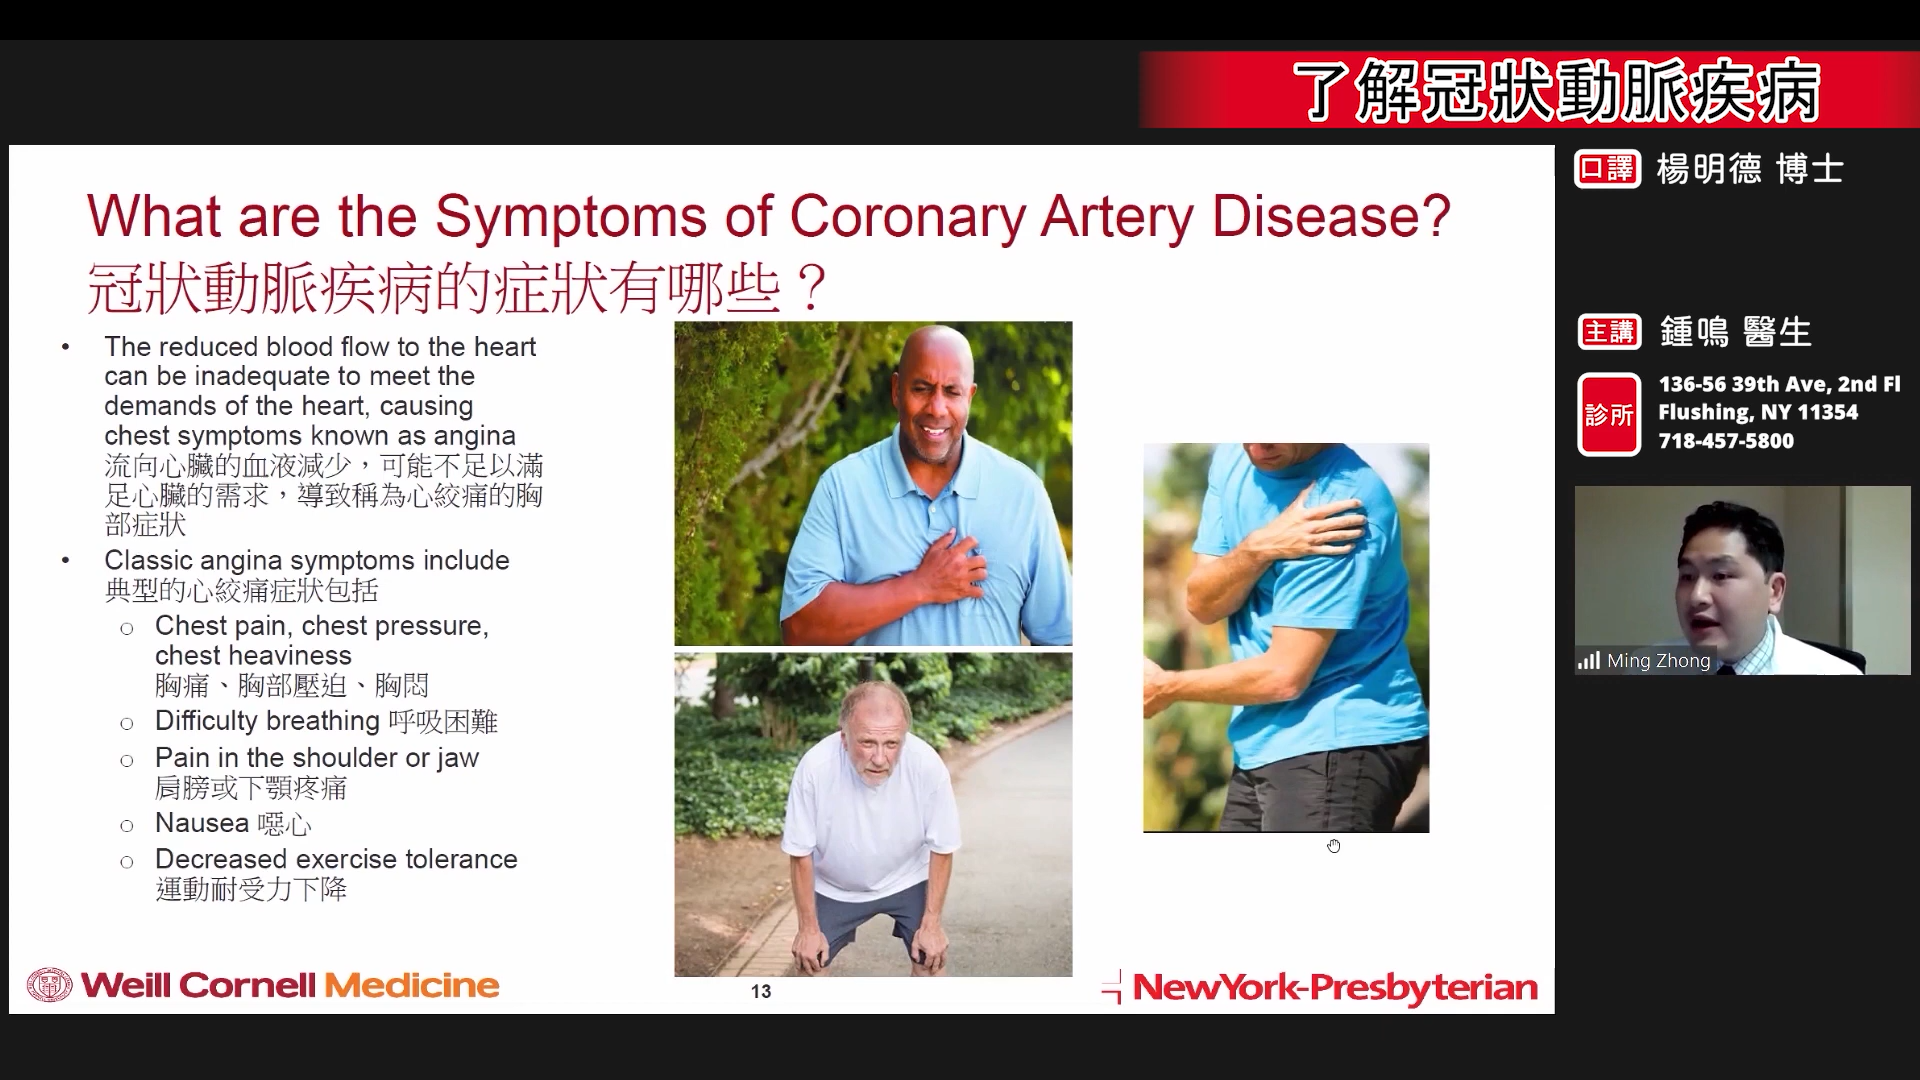 了解冠狀動脈疾病
What are the Symptoms of Coronary Artery Disease?
冠狀動脈疾病的症狀有哪些？
• The reduced blood flow to the heart
can be inadequate to meet the
demands of the heart, causing
chest symptoms known as angina
流向心臟的血液減少，可能不足以滿
足心臟的需求，導致稱為心絞痛的胸
部症狀
• Classic angina symptoms include
典型的心絞痛症狀包括
○ Chest pain, chest pressure,
chest heaviness
胸痛、胸部壓迫、胸悶
○ Difficulty breathing 呼吸困難
○ Pain in the shoulder or jaw
肩膀或下顎疼痛
○ Nausea 噁心
○ Decreased exercise tolerance
運動耐受力下降
Weill Cornell Medicine
13
NewYork-Presbyterian
口譯 楊明德 博士
主講 鍾鳴 醫生
診所
136-56 39th Ave, 2nd Fl
Flushing, NY 11354
718-457-5800
Ming Zhong